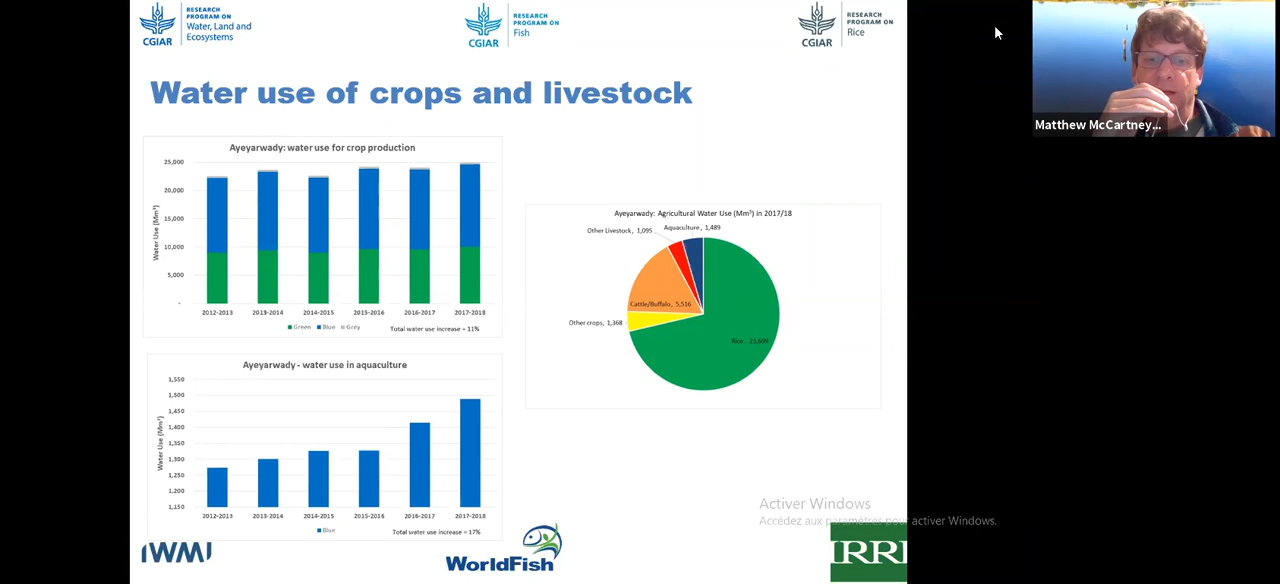 RESEARCH
PROGRAM ON
Water, Land and
Ecosystems
CGIAR
RESEARCH
PROGRAM ON
Fish
CGIAR
RESEARCH
PROGRAM ON
Rice
CGIAR
Matthew McCartney...
Water use of crops and livestock
Ayeyarwady: water use for crop production
Water Use (Mm³)
25,000
20,000
15,000
10,000
5,000
-
2012-2013 2013-2014 2014-2015 2015-2016 2016-2017 2017-2018
Green Blue Grey
Total water use increase = 11%
Ayeyarwady: Agricultural Water Use (Mm³) in 2017/18
Other Livestock, 1,095
Aquaculture, 1,489
Cattle/Buffalo, 5,516
Other crops, 1,368
Rice, 23,609
Ayeyarwady - water use in aquaculture
Water Use (Mm³)
1,550
1,500
1,450
1,400
1,350
1,300
1,250
1,200
1,150
2012-2013 2013-2014 2014-2015 2015-2016 2016-2017 2017-2018
Blue
Total water use increase = 17%
Activer Windows
Accédez aux paramètres pour activer Windows.
IWMI
WorldFish
IRRI